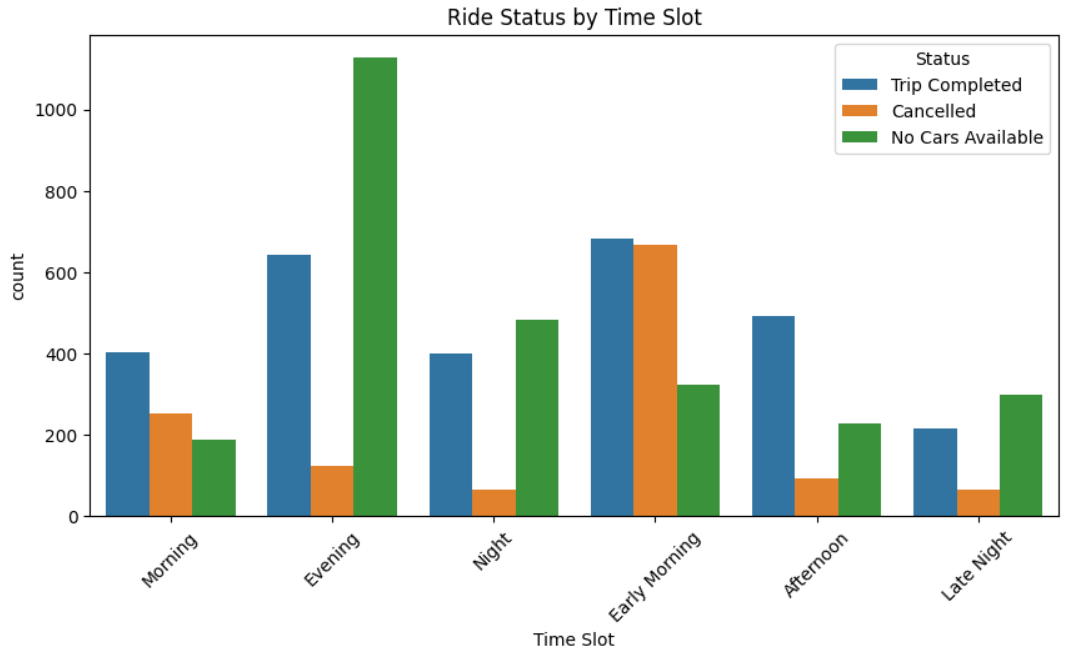 Ride Status by Time Slot
Status
Trip Completed
Cancelled
No Cars Available
count
1000
800
600
400
200
0
Morning
Evening
Night
Early Morning
Afternoon
Late Night
Time Slot